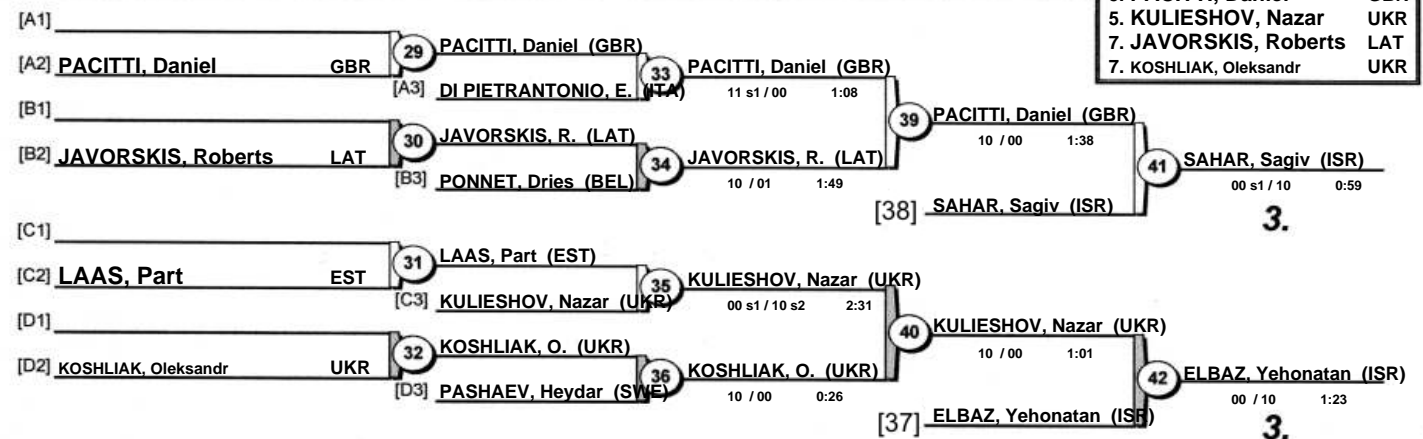 5. KULIESHOV, Nazar UKR
7. JAVORSKIS, Roberts LAT
7. KOSHLIAK, Oleksandr UKR
[A1]
29 PACITTI, Daniel (GBR)
[A2] PACITTI, Daniel GBR
33 PACITTI, Daniel (GBR)
[A3] DI PIETRANTONIO, E. (ITA)
11 s1 / 00 1:08
[B1]
39 PACITTI, Daniel (GBR)
30 JAVORSKIS, R. (LAT)
10 / 00 1:38
[B2] JAVORSKIS, Roberts LAT
34 JAVORSKIS, R. (LAT)
41 SAHAR, Sagiv (ISR)
[B3] PONNET, Dries (BEL)
10 / 01 1:49
00 s1 / 10 0:59
[38] SAHAR, Sagiv (ISR)
3.
[C1]
31 LAAS, Part (EST)
[C2] LAAS, Part EST
35 KULIESHOV, Nazar (UKR)
[C3] KULIESHOV, Nazar (UKR)
00 s1 / 10 s2 2:31
[D1]
40 KULIESHOV, Nazar (UKR)
32 KOSHLIAK, O. (UKR)
10 / 00 1:01
[D2] KOSHLIAK, Oleksandr UKR
36 KOSHLIAK, O. (UKR)
42 ELBAZ, Yehonatan (ISR)
[D3] PASHAEV, Heydar (SWE)
10 / 00 0:26
00 / 10 1:23
[37] ELBAZ, Yehonatan (ISR)
3.